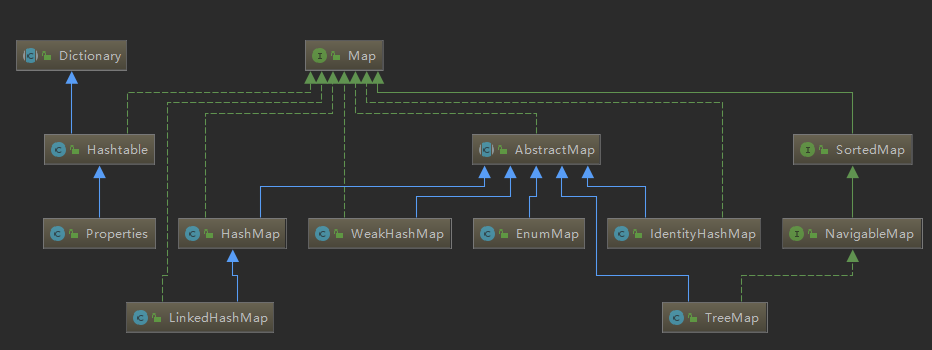 Dictionary
Map
Hashtable
AbstractMap
SortedMap
Properties
HashMap
WeakHashMap
EnumMap
IdentityHashMap
NavigableMap
LinkedHashMap
TreeMap